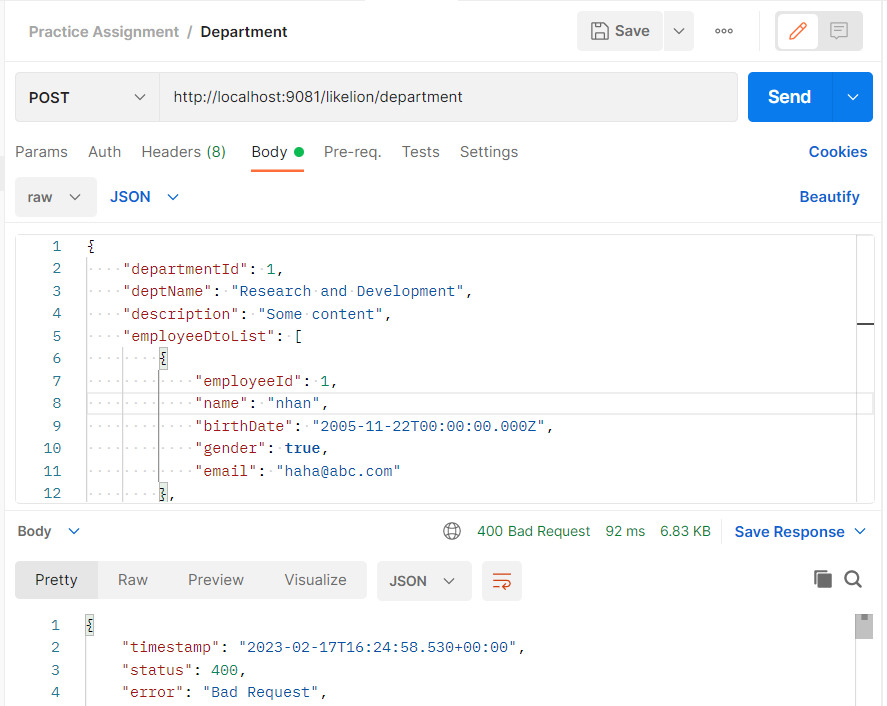 Practice Assignment / Department Save
POST http://localhost:9081/likelion/department Send
Params Auth Headers (8) Body Pre-req. Tests Settings Cookies
raw JSON Beautify
1 {
2 "departmentId": 1,
3 "deptName": "Research and Development",
4 "description": "Some content",
5 "employeeDtoList": [
6 {
7 "employeeId": 1,
8 "name": "nhan",
9 "birthDate": "2005-11-22T00:00:00.000Z",
10 "gender": true,
11 "email": "haha@abc.com"
12 },
Body 400 Bad Request 92 ms 6.83 KB Save Response
Pretty Raw Preview Visualize JSON
1 {
2 "timestamp": "2023-02-17T16:24:58.530+00:00",
3 "status": 400,
4 "error": "Bad Request",